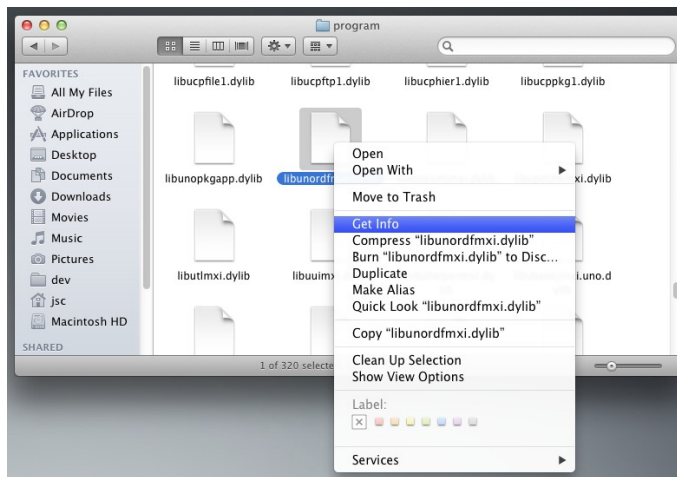 program
FAVORITES
All My Files
AirDrop
Applications
Desktop
Documents
Downloads
Movies
Music
Pictures
dev
jsc
Macintosh HD
SHARED
libucpfile1.dylib libucpftp1.dylib libucphier1.dylib libucppkg1.dylib
libunopkgapp.dylib libunordfm xi.dylib
libutlmxi.dylib libuuimx i.uno.d
1 of 320 selecte
Open
Open With
Move to Trash
Get Info
Compress “libunordfmxi.dylib”
Burn “libunordfmxi.dylib” to Disc...
Duplicate
Make Alias
Quick Look “libunordfmxi.dylib”
Copy “libunordfmxi.dylib”
Clean Up Selection
Show View Options
Label:
Services